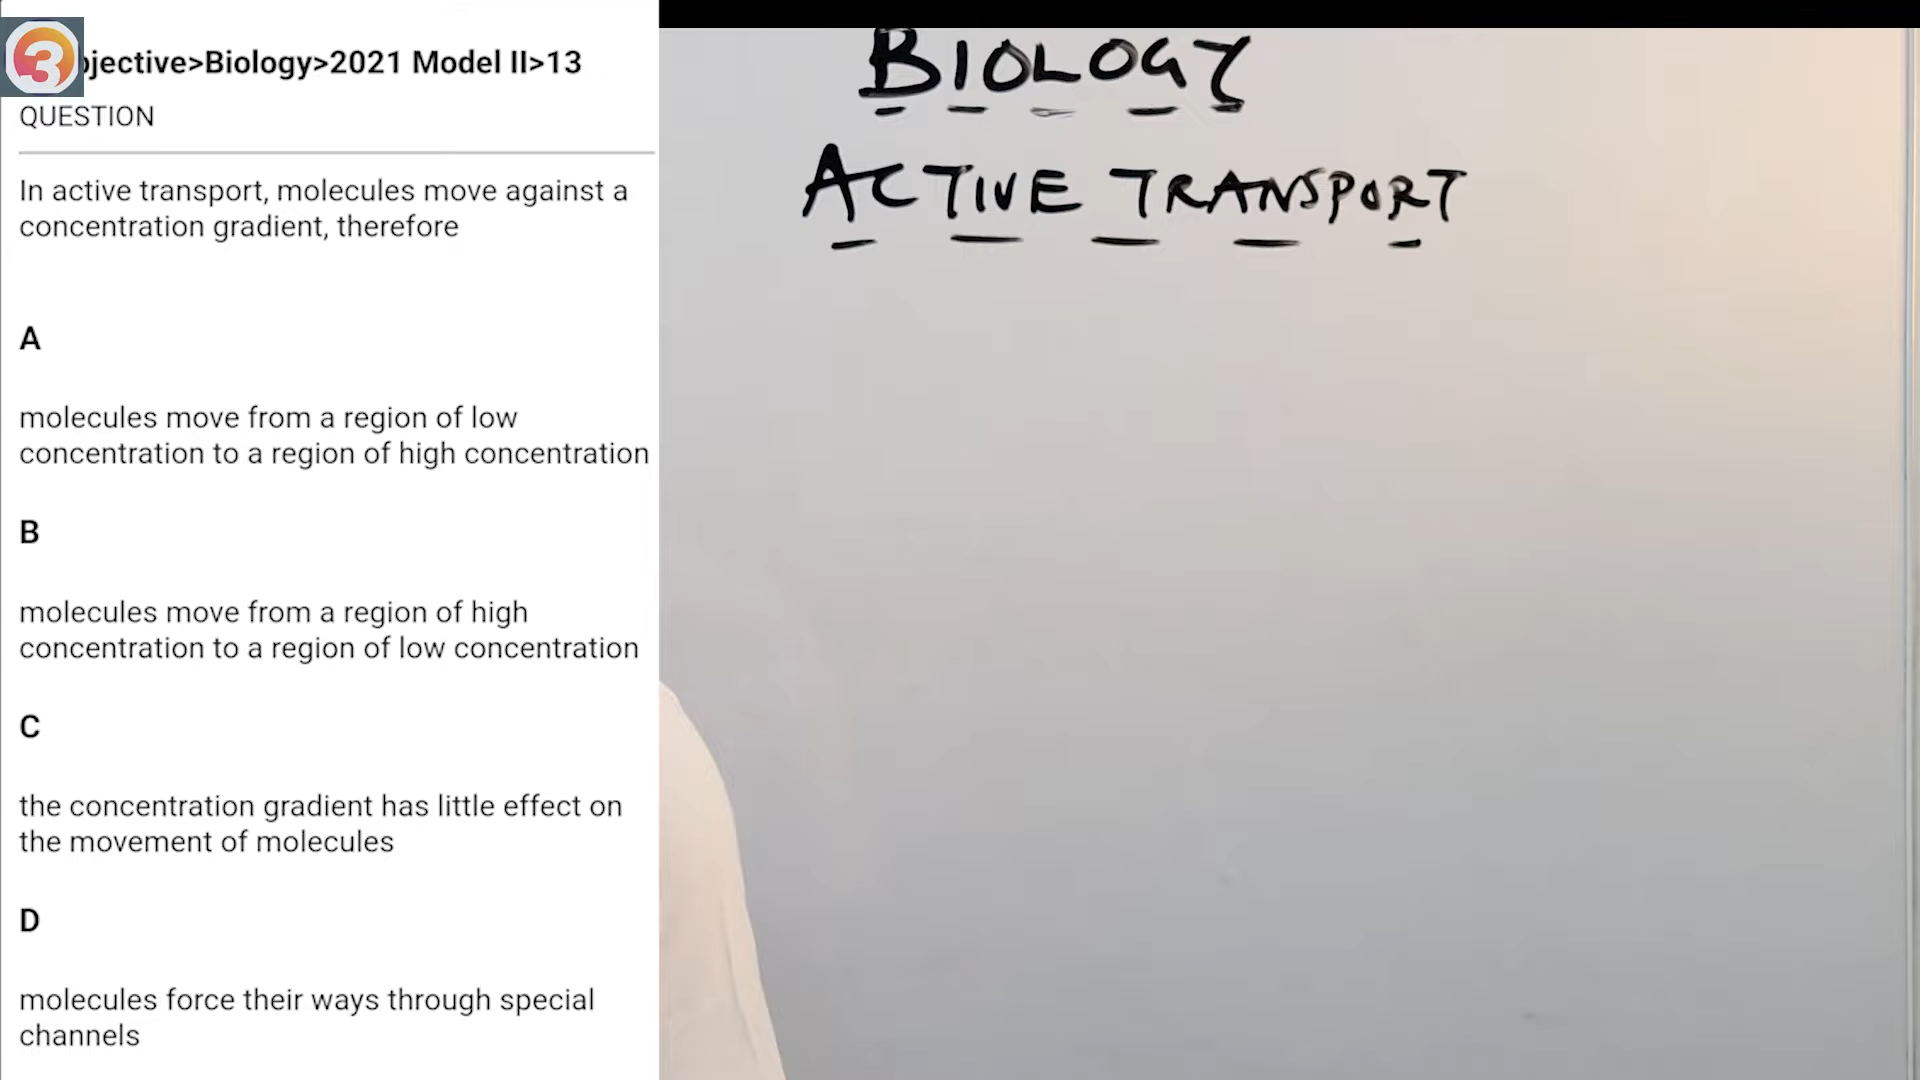 3
jective>Biology>2021 Model II>13
QUESTION
In active transport, molecules move against a
concentration gradient, therefore
A
molecules move from a region of low
concentration to a region of high concentration
B
molecules move from a region of high
concentration to a region of low concentration
C
the concentration gradient has little effect on
the movement of molecules
D
molecules force their ways through special
channels
BIOLOGY
ACTIVE TRANSPORT